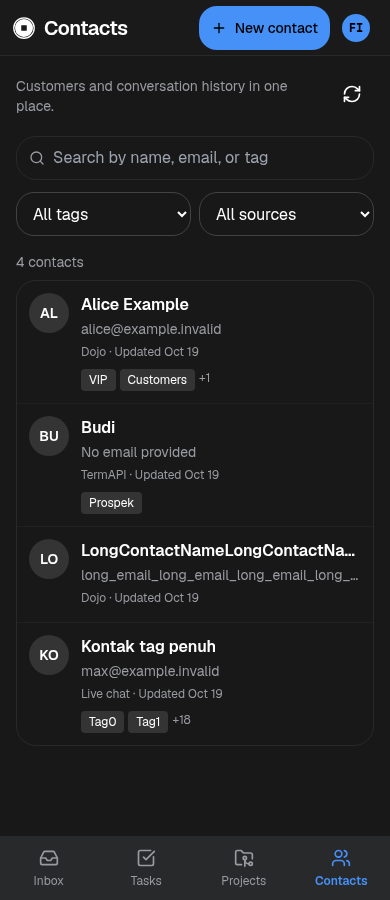 Contacts
New contact
FI
Customers and conversation history in one
place.
Search by name, email, or tag
All tags
All sources
4 contacts
AL
Alice Example
alice@example.invalid
Dojo · Updated Oct 19
VIP
Customers
+1
BU
Budi
No email provided
TermAPI · Updated Oct 19
Prospek
LO
LongContactNameLongContactNa...
long_email_long_email_long_email_long_...
Dojo · Updated Oct 19
KO
Kontak tag penuh
max@example.invalid
Live chat · Updated Oct 19
Tag0
Tag1
+18
Inbox
Tasks
Projects
Contacts